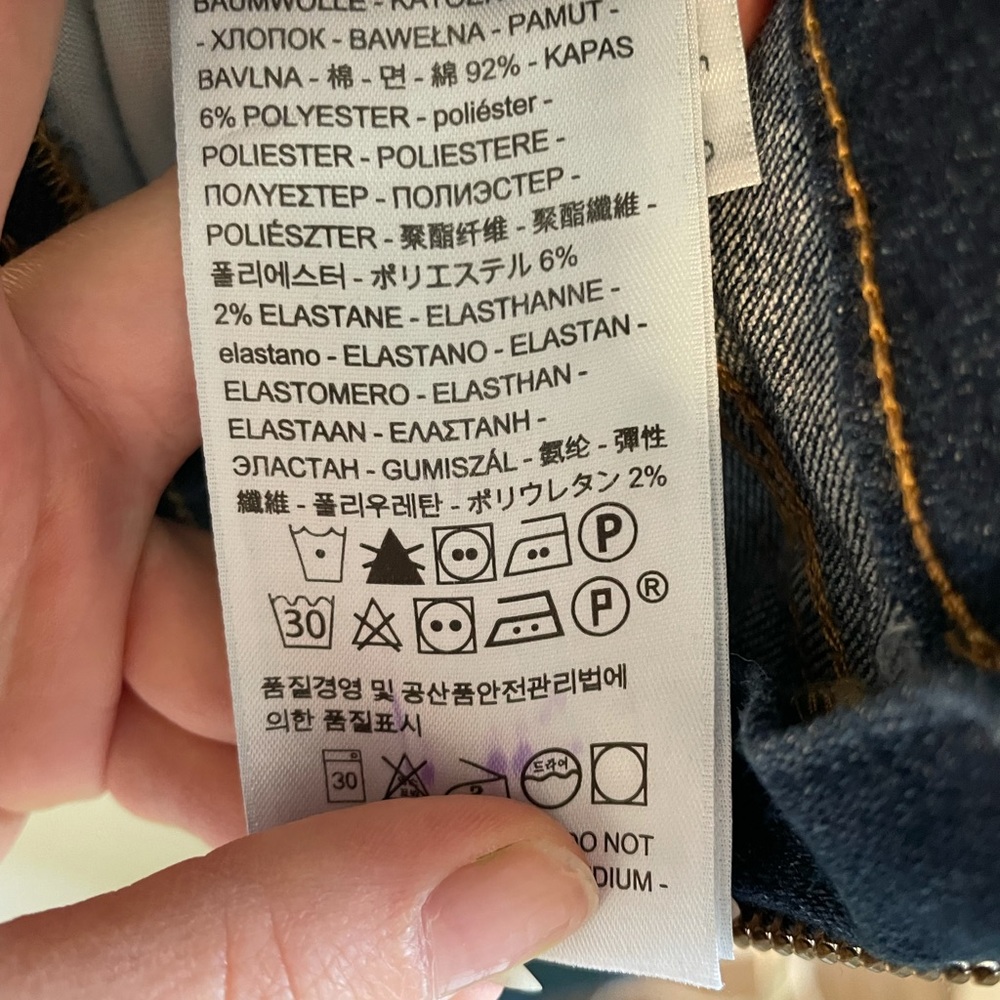 BAUMWOLLE -
- ХЛОПОК - BAWEŁNA - PAMUT -
BAVLNA - 棉 - 면 - 綿 92% - KAPAS
6% POLYESTER - poliéster -
POLIESTER - POLIESTERE -
ΠΟΛΥΕΣΤΕΡ - ПОЛИЭСТЕР -
POLIÉSZTER - 聚酯纤维 - 聚酯纖維 -
폴리에스터 - ポリエステル 6%
2% ELASTANE - ELASTHANNE -
elastano - ELASTANO - ELASTAN -
ELASTOMERO - ELASTHAN -
ELASTAAN - ΕΛΑΣΤΑΝΗ -
ЭЛАСТАН - GUMISZÁL - 氨纶 - 彈性
纖維 - 폴리우레탄 - ポリウレタン 2%
P
30 P ®
품질경영 및 공산품안전관리법에
의한 품질표시
30 드라이
DO NOT